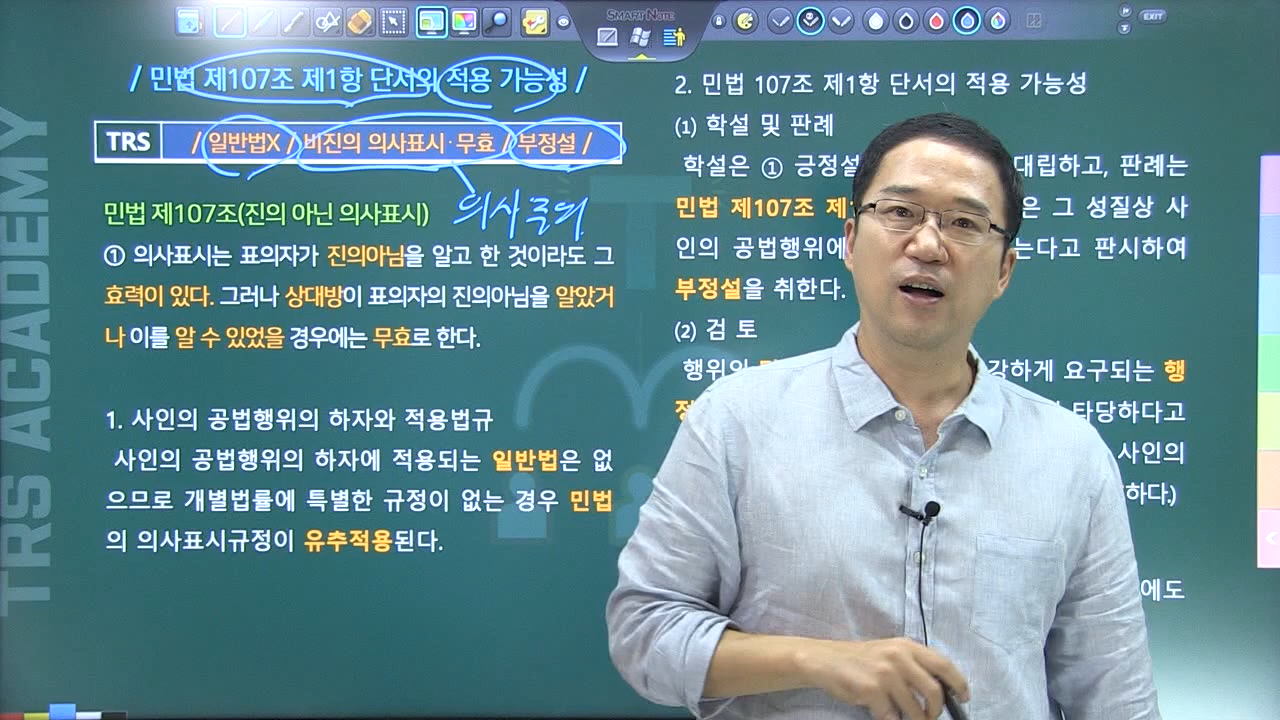 SMARTNOTE
EXIT
TRS ACADEMY
/ 민법 제107조 제1항 단서의 적용 가능성 /
TRS / 일반법X / 비진의 의사표시·무효 / 부정설 /
의사주의
민법 제107조(진의 아닌 의사표시)
① 의사표시는 표의자가 진의아님을 알고 한 것이라도 그
효력이 있다. 그러나 상대방이 표의자의 진의아님을 알았거
나 이를 알 수 있었을 경우에는 무효로 한다.
1. 사인의 공법행위의 하자와 적용법규
사인의 공법행위의 하자에 적용되는 일반법은 없
으므로 개별법률에 특별한 규정이 없는 경우 민법
의 의사표시규정이 유추적용된다.
2. 민법 107조 제1항 단서의 적용 가능성
(1) 학설 및 판례
학설은 ① 긍정설 대립하고, 판례는
민법 제107조 제1 은 그 성질상 사
인의 공법행위에 는다고 판시하여
부정설을 취한다.
(2) 검 토
행위의 강하게 요구되는 행
정 타당하다고
사인의
하다.)
에도